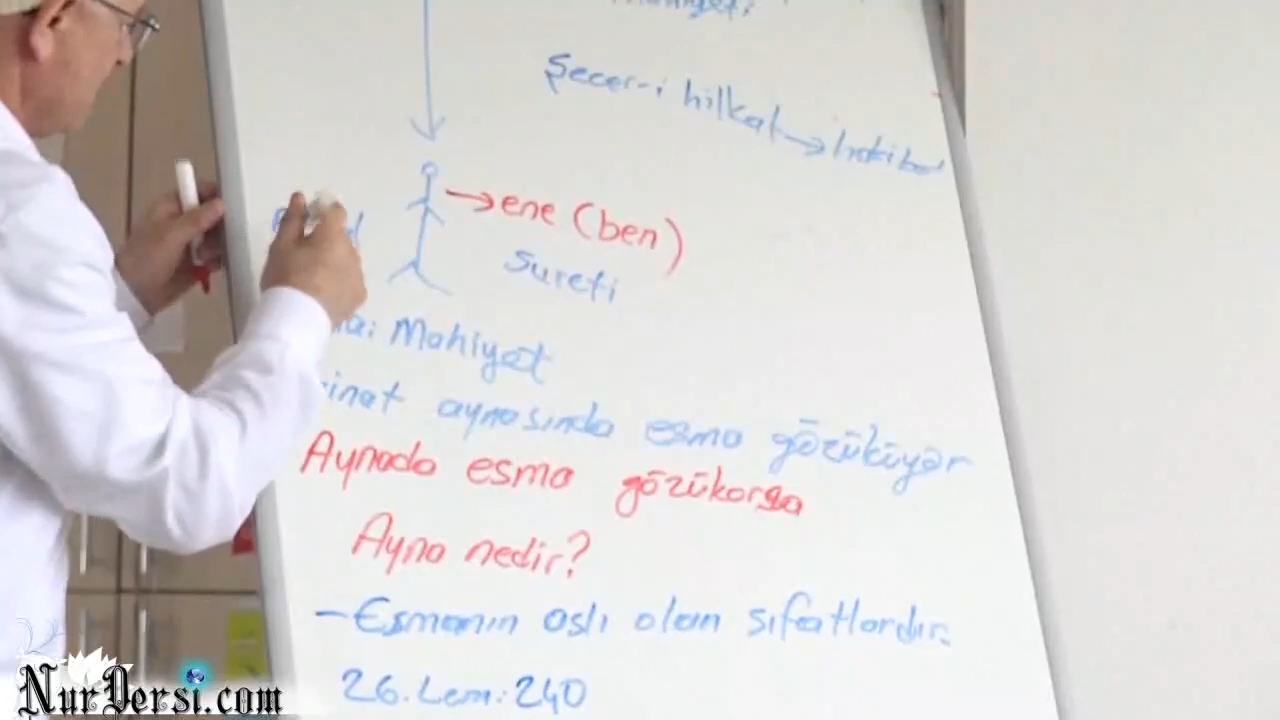 Şecer-i hilkat →
→ ene (ben)
Sureti
Mahiyet
aynasında esma gözüküyor
Aynada esma gözükorsa
Ayna nedir?
- Esmanın aslı olan sıfatlardır.
26. Lem: 240
NurDersi.com